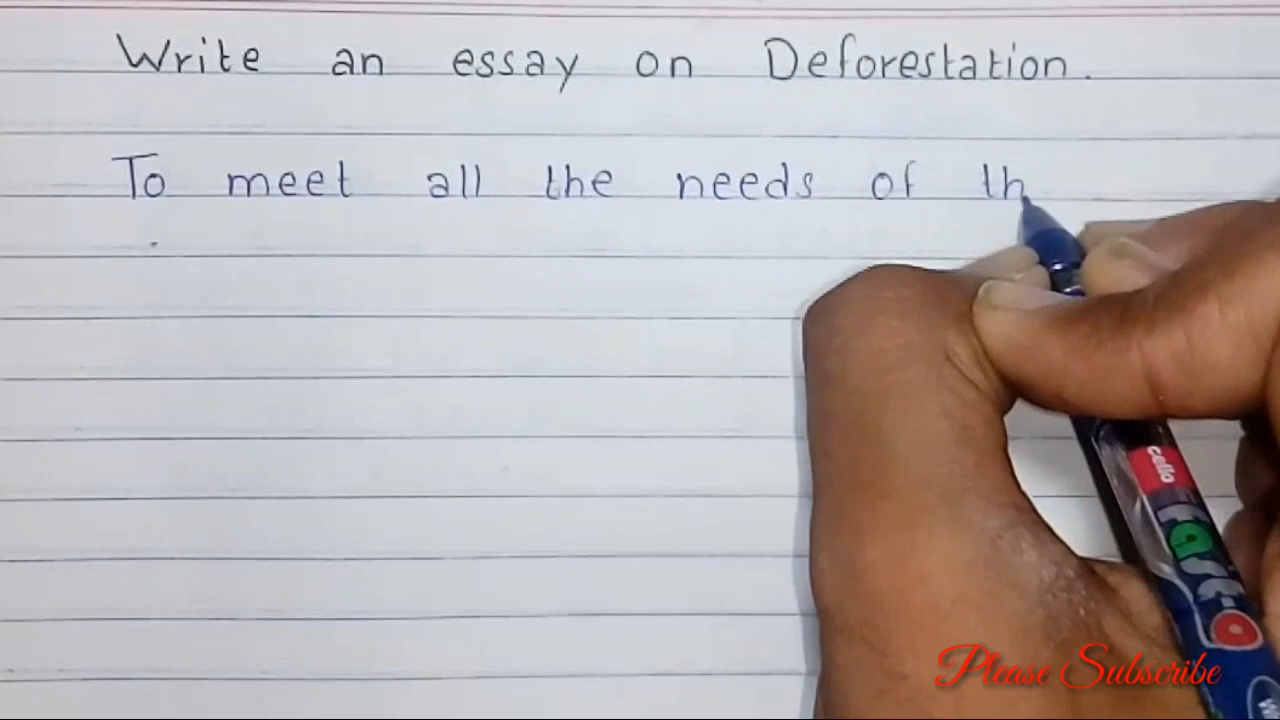 Write an essay on Deforestation.
To meet all the needs of th
cello
Please Subscribe